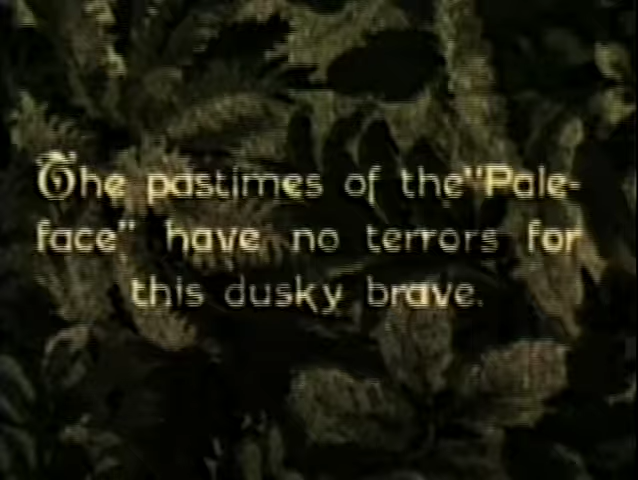 The pastimes of the "Pale-
face" have no terrors for
this dusky brave.